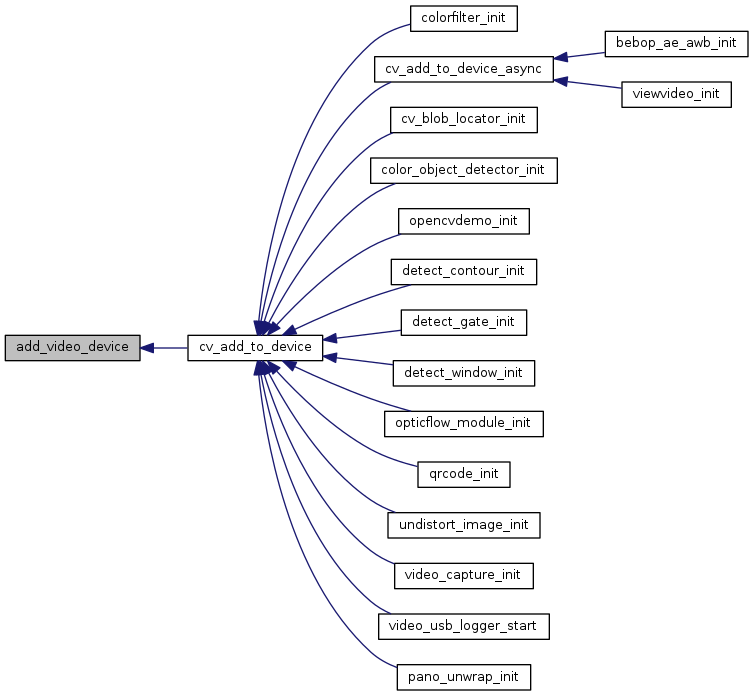 colorfilter_init
bebop_ae_awb_init
cv_add_to_device_async
viewvideo_init
cv_blob_locator_init
color_object_detector_init
opencvdemo_init
detect_contour_init
detect_gate_init
add_video_device
cv_add_to_device
detect_window_init
opticflow_module_init
qrcode_init
undistort_image_init
video_capture_init
video_usb_logger_start
pano_unwrap_init